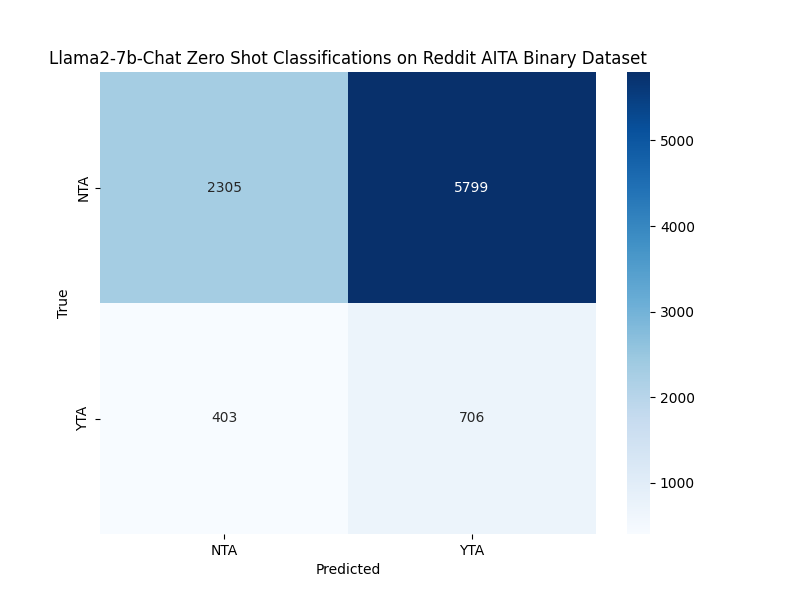 Llama2-7b-Chat Zero Shot Classifications on Reddit AITA Binary Dataset
NTA
2305
5799
True
YTA
403
706
NTA
YTA
Predicted
5000
4000
3000
2000
1000